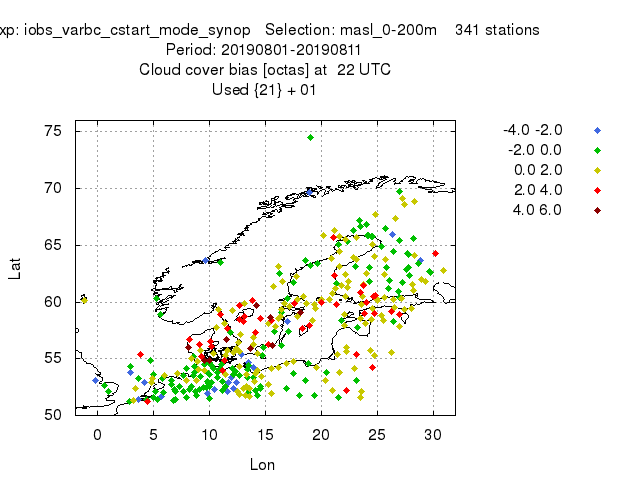 xp: iobs_varbc_cstart_mode_synop Selection: masl_0-200m 341 stations
Period: 20190801-20190811
Cloud cover bias [octas] at 22 UTC
Used {21} + 01
-4.0 -2.0
-2.0 0.0
0.0 2.0
2.0 4.0
4.0 6.0
75
70
65
60
55
50
Lat
0 5 10 15 20 25 30
Lon